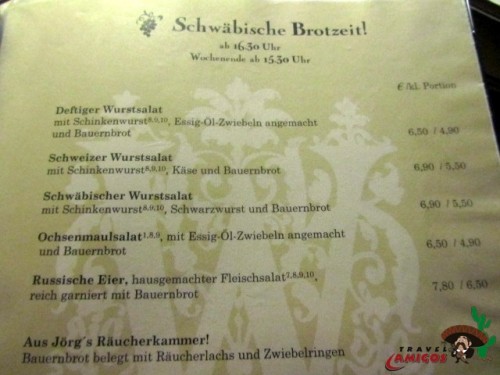 Schwäbische Brotzeit!
ab 16.30 Uhr
Wochenende ab 15.30 Uhr
€ /kl. Portion
Deftiger Wurstsalat
mit Schinkenwurst8,9,10, Essig-Öl-Zwiebeln angemacht
und Bauernbrot 6,50 / 4,90
Schweizer Wurstsalat
mit Schinkenwurst8,9,10, Käse und Bauernbrot 6,90 / 5,50
Schwäbischer Wurstsalat
mit Schinkenwurst8,9,10, Schwarzwurst und Bauernbrot 6,90 / 5,50
Ochsenmaulsalat1,8,9, mit Essig-Öl-Zwiebeln angemacht
und Bauernbrot 6,50 / 4,90
Russische Eier, hausgemachter Fleischsalat2,8,9,10,
reich garniert mit Bauernbrot 7,80 / 6,50
Aus Jörg´s Räucherkammer!
Bauernbrot belegt mit Räucherlachs und Zwiebelringen
TRAVEL
AMIGOS